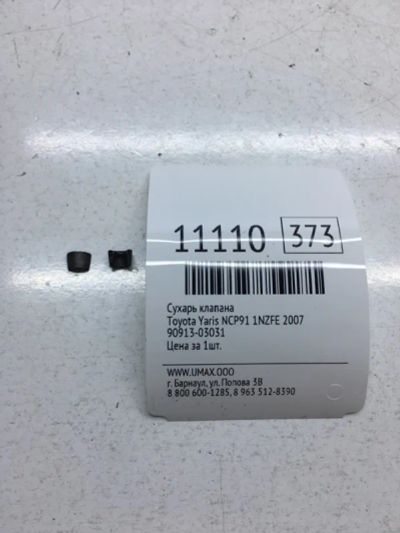 11110 373
Сухарь клапана
Toyota Yaris NCP91 1NZFE 2007
90913-03031
Цена за 1шт.
WWW.UMAX.OOO
г. Барнаул, ул. Попова 3В
8 800 600-1285, 8 963 512-8390